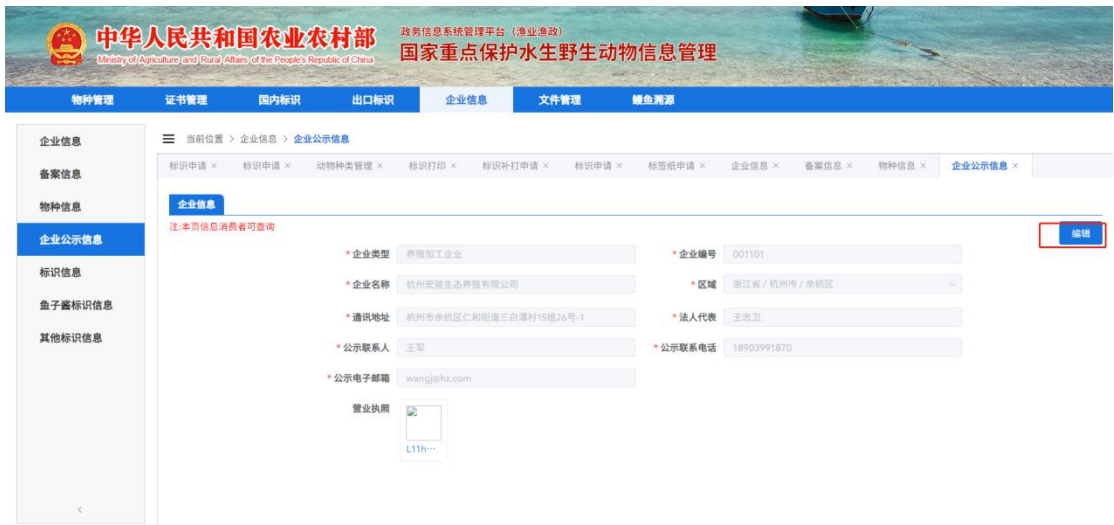 中华人民共和国农业农村部
Ministry of Agriculture and Rural Affairs of the People's Republic of China
政务信息系统管理平台（渔业渔政）
国家重点保护水生野生动物信息管理
物种管理 证书管理 国内标识 出口标识 企业信息 文件管理 鳗鱼溯源
企业信息
备案信息
物种信息
企业公示信息
标识信息
鱼子酱标识信息
其他标识信息
当前位置 > 企业信息 > 企业公示信息
标识申请 × 标识申请 × 动物种类管理 × 标识打印 × 标识补打申请 × 标识申请 × 标签纸申请 × 企业信息 × 备案信息 × 物种信息 × 企业公示信息 ×
企业信息
注:本页信息消费者可查询
编辑
* 企业类型 养殖加工企业 * 企业编号 001101
* 企业名称 杭州宏骏生态养殖有限公司 * 区域 浙江省 / 杭州市 / 余杭区
* 通讯地址 杭州市余杭区仁和街道三白潭村15组26号-1 * 法人代表 王忠卫
* 公示联系人 王军 * 公示联系电话 18903991870
* 公示电子邮箱 wangj@hz.com
营业执照
L11h···